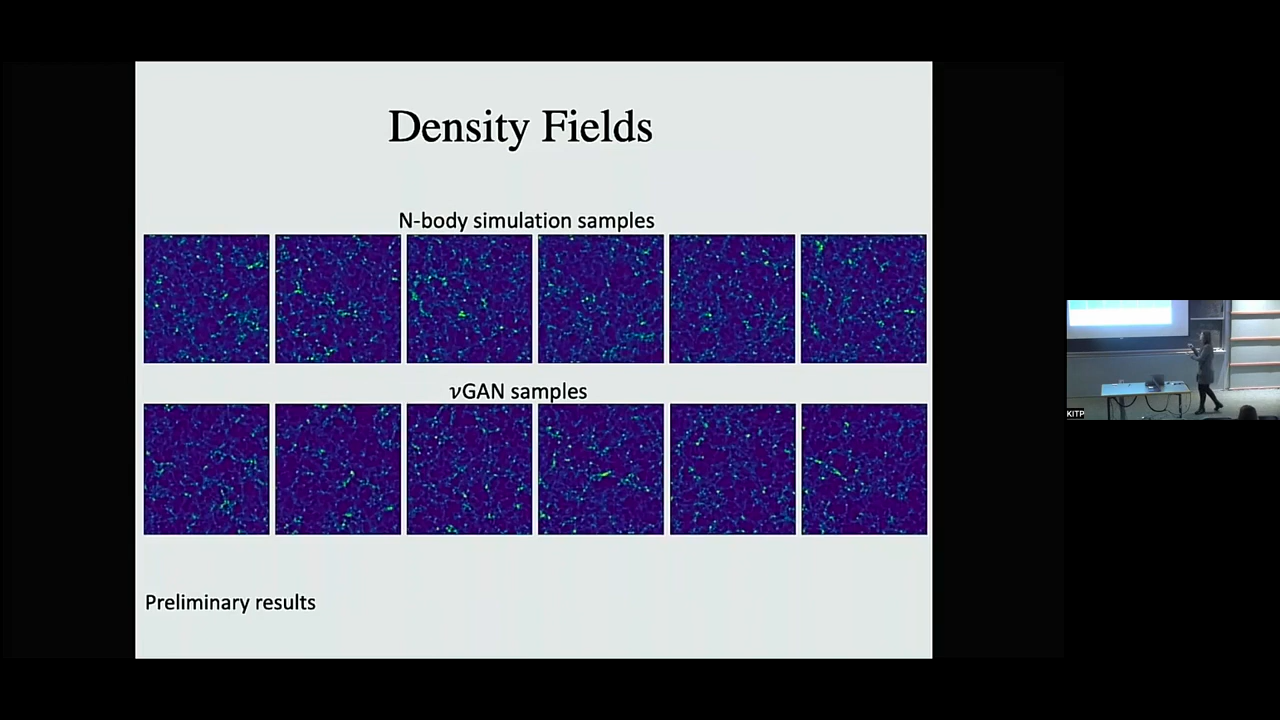 Density Fields
N-body simulation samples
νGAN samples
Preliminary results
KITP